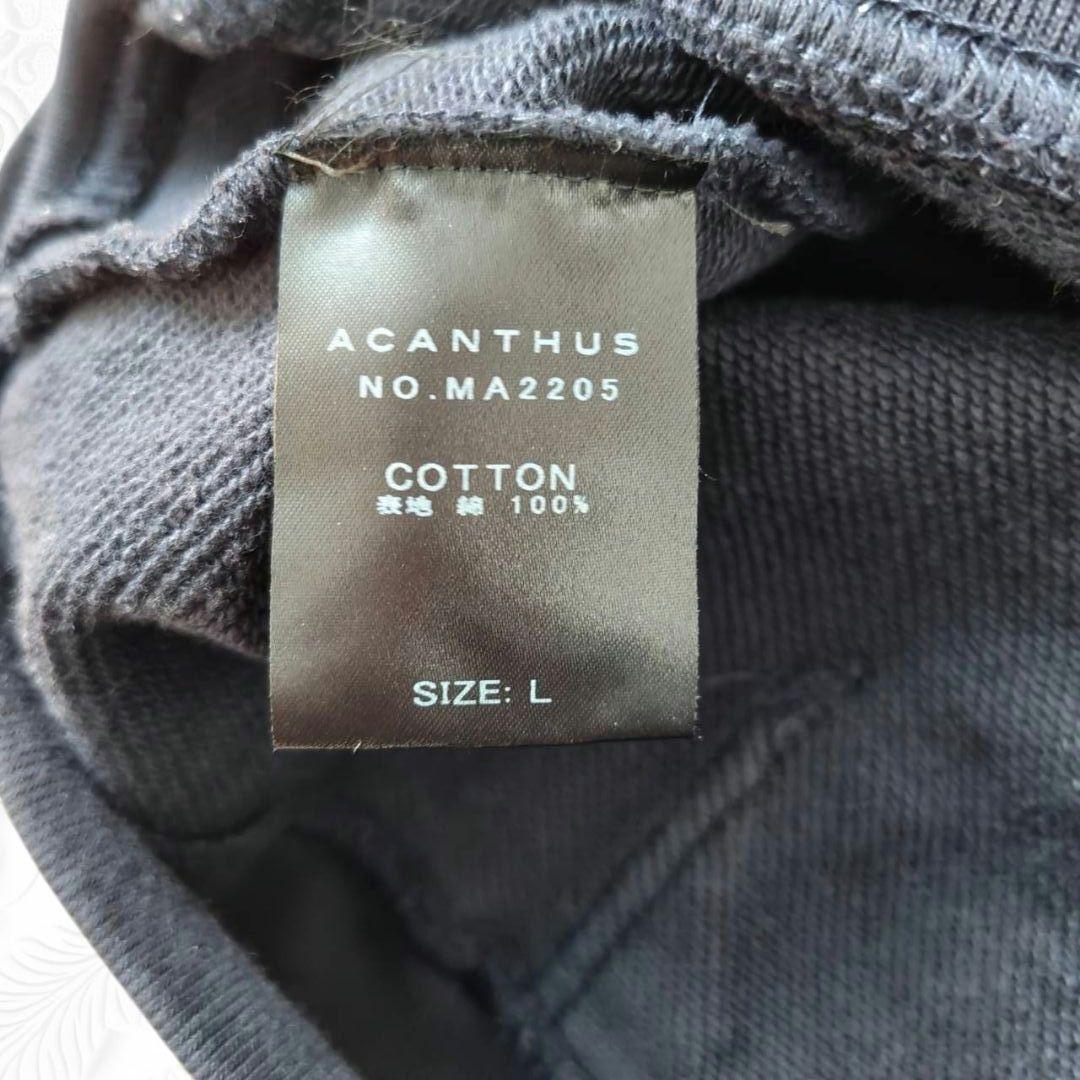 ACANTHUS
NO.MA2205
COTTON
表地 綿 100%
SIZE: L